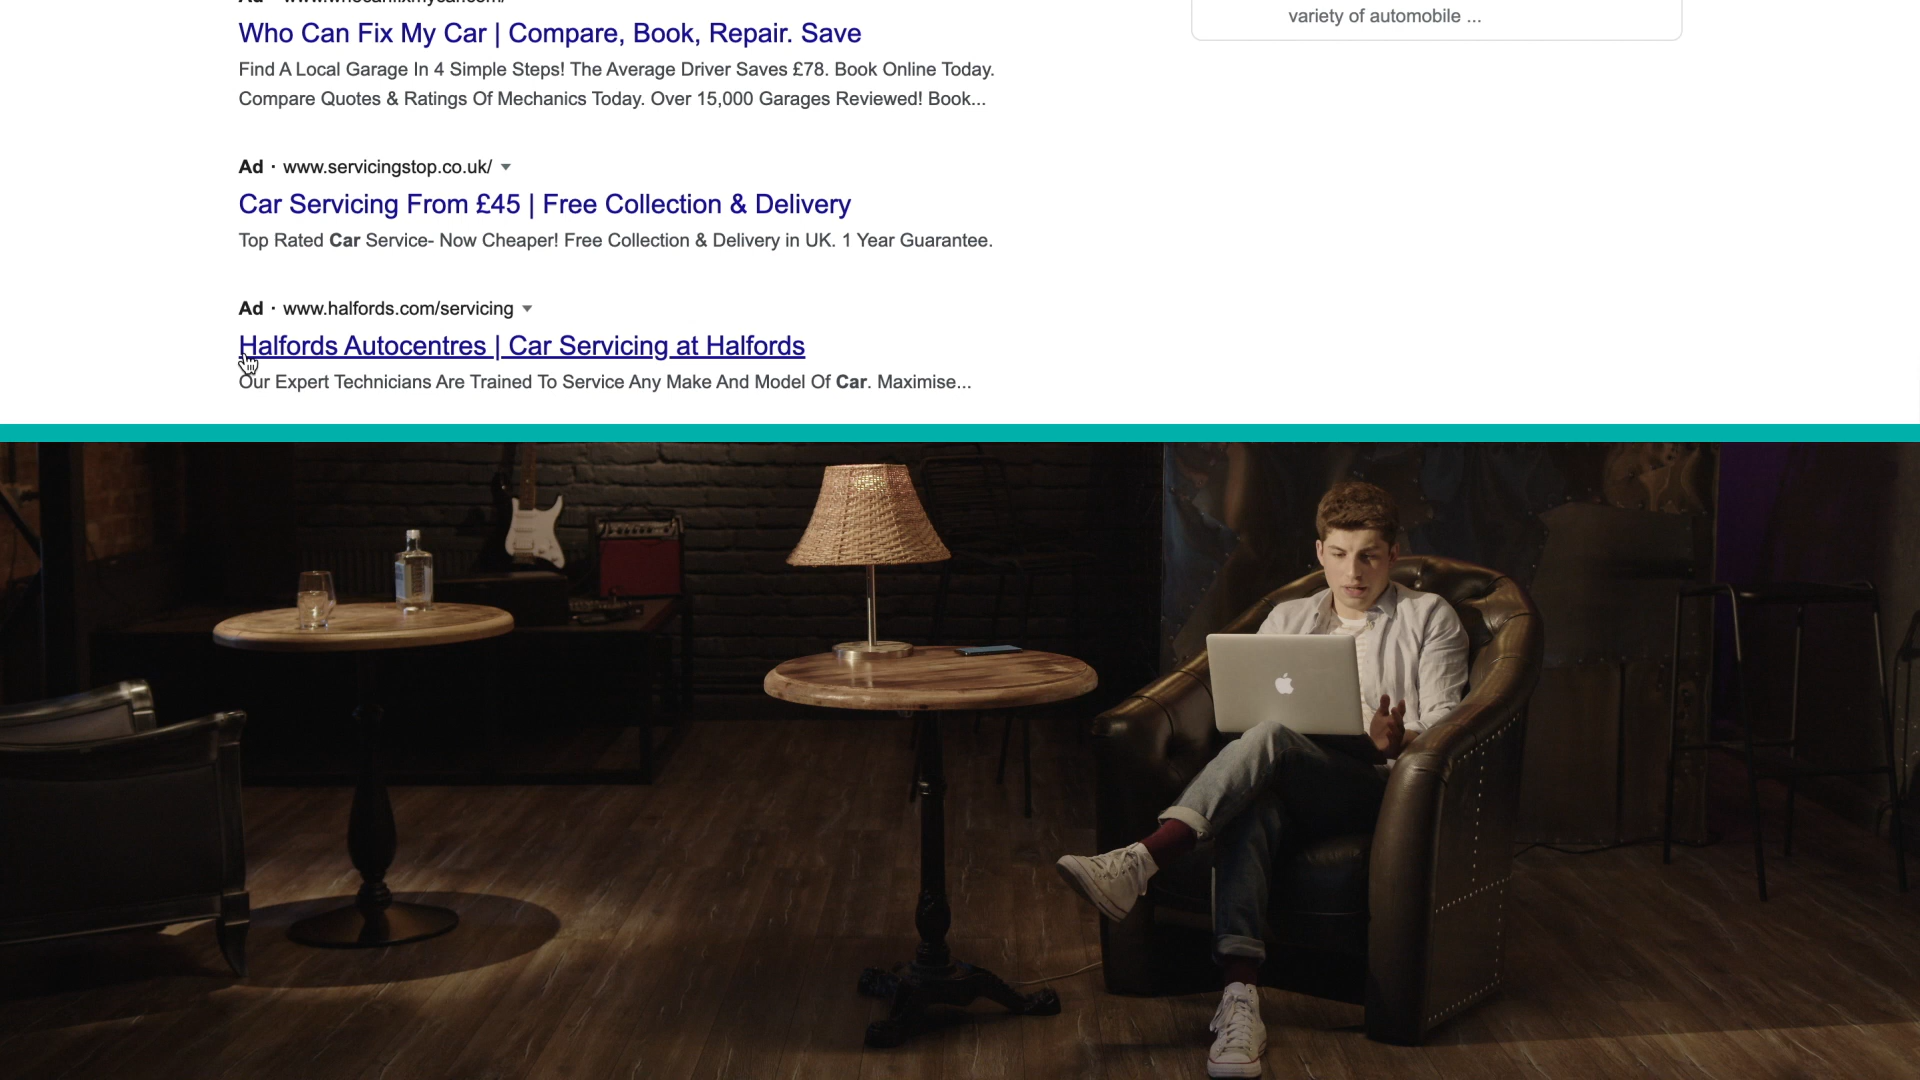 variety of automobile ...
Who Can Fix My Car | Compare, Book, Repair. Save
Find A Local Garage In 4 Simple Steps! The Average Driver Saves £78. Book Online Today.
Compare Quotes & Ratings Of Mechanics Today. Over 15,000 Garages Reviewed! Book...
Ad · www.servicingstop.co.uk/
Car Servicing From £45 | Free Collection & Delivery
Top Rated Car Service- Now Cheaper! Free Collection & Delivery in UK. 1 Year Guarantee.
Ad · www.halfords.com/servicing
Halfords Autocentres | Car Servicing at Halfords
Our Expert Technicians Are Trained To Service Any Make And Model Of Car. Maximise...